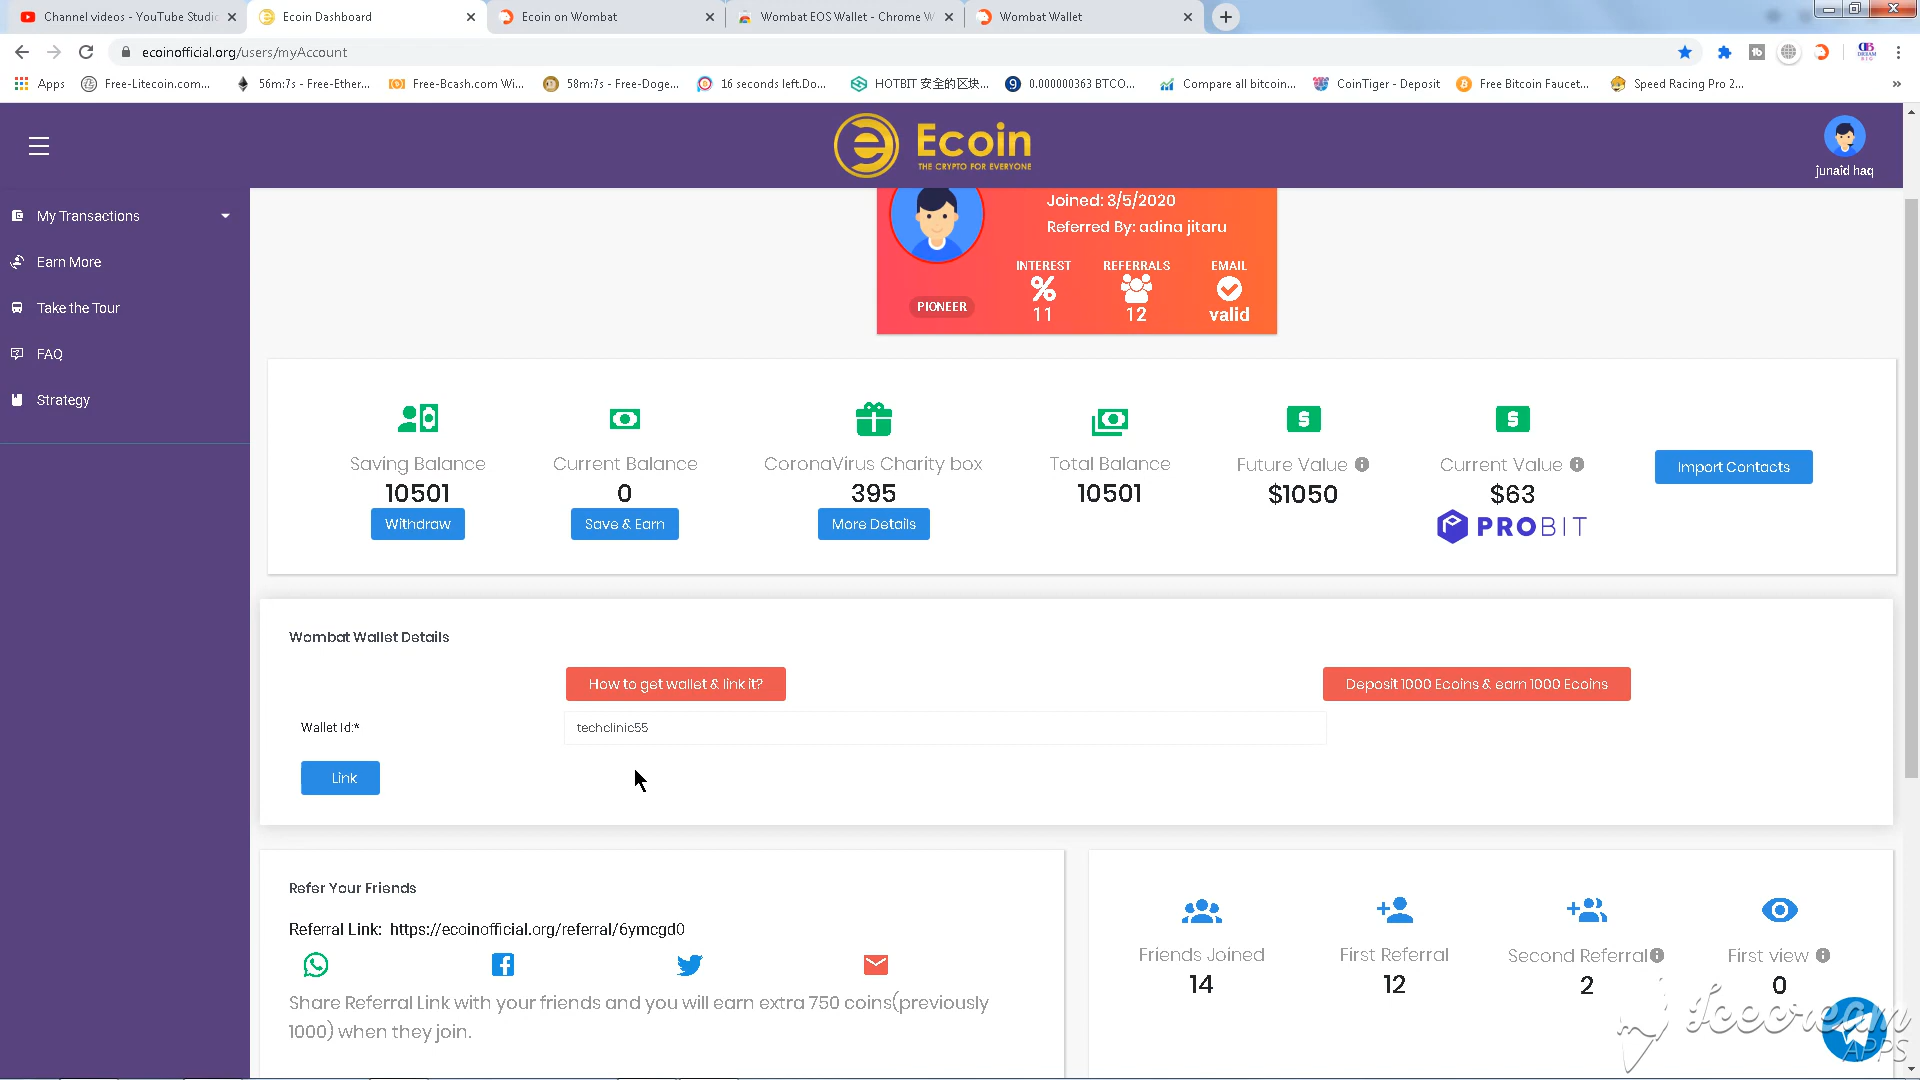 Channel videos - YouTube Studio
Ecoin Dashboard
Ecoin on Wombat
Wombat EOS Wallet - Chrome W
Wombat Wallet
ecoinofficial.org/users/myAccount
Apps
Free-Litecoin.com...
56m:7s - Free-Ether...
Free-Bcash.com Wi...
58m:7s - Free-Doge...
16 seconds left.Do...
HOTBIT 安全的区块...
0.000000363 BTCO...
Compare all bitcoin...
CoinTiger - Deposit
Free Bitcoin Faucet...
Speed Racing Pro 2...
Ecoin
THE CRYPTO FOR EVERYONE
junaid haq
My Transactions
Earn More
Take the Tour
FAQ
Strategy
Joined: 3/5/2020
Referred By: adina jitaru
INTEREST REFERRALS EMAIL
%
11 12 valid
PIONEER
Saving Balance
10501
Withdraw
Current Balance
0
Save & Earn
CoronaVirus Charity box
395
More Details
Total Balance
10501
Future Value
$1050
Current Value
$63
PROBIT
Import Contacts
Wombat Wallet Details
How to get wallet & link it?
Deposit 1000 Ecoins & earn 1000 Ecoins
Wallet Id:*
techclinic55
Link
Refer Your Friends
Referral Link: https://ecoinofficial.org/referral/6ymcgd0
Share Referral Link with your friends and you will earn extra 750 coins(previously
1000) when they join.
Friends Joined
14
First Referral
12
Second Referral
2
First view
0
Icecream
APPS